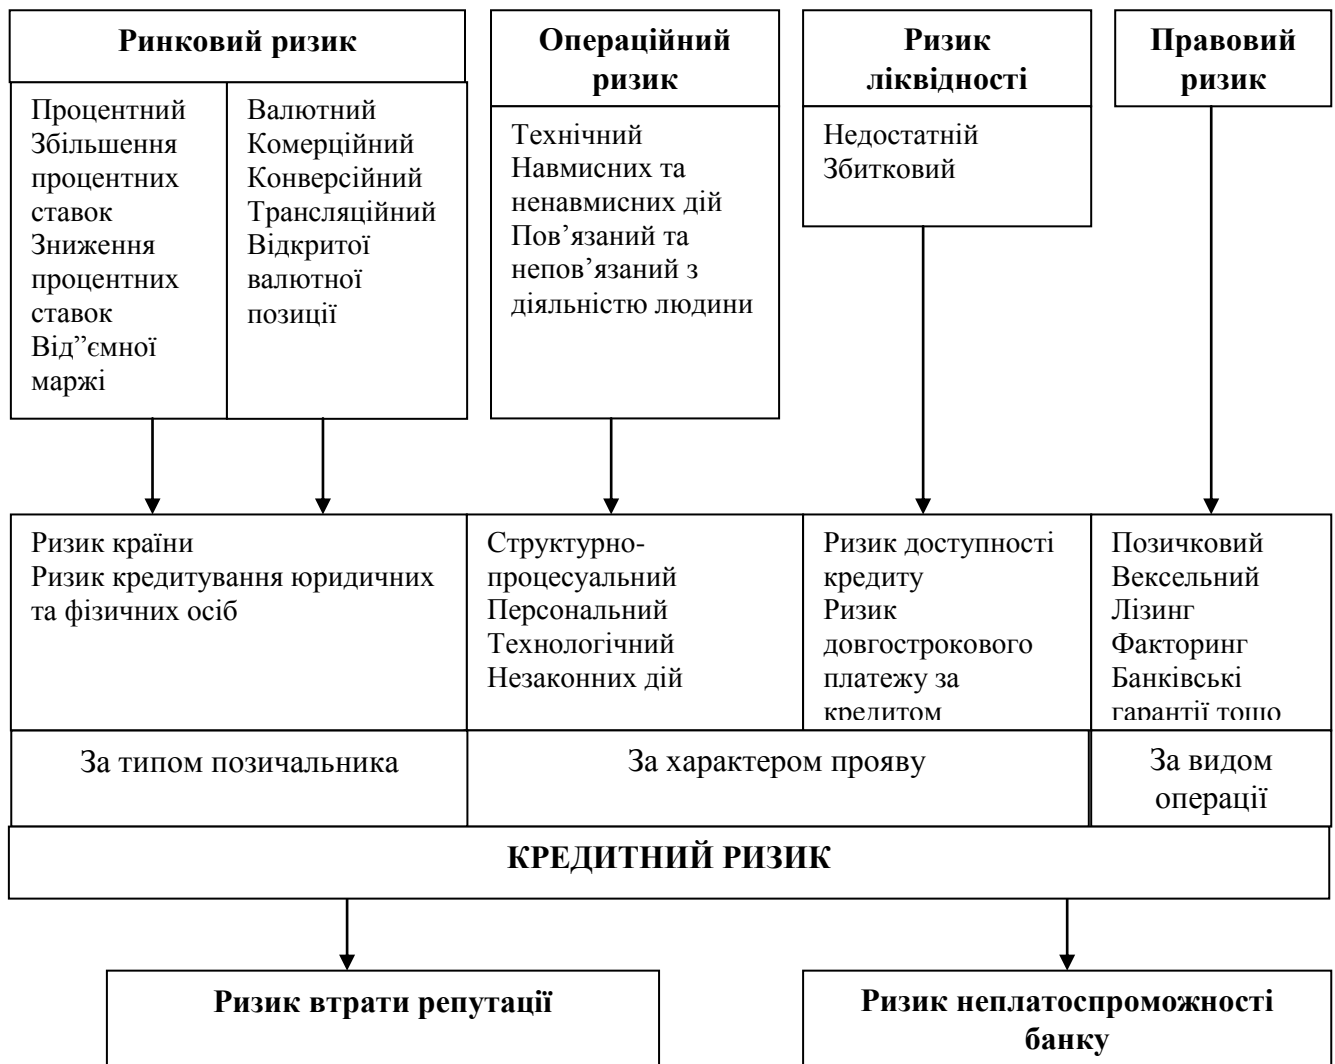 Ринковий ризик
Процентний
Збільшення
процентних
ставок
Зниження
процентних
ставок
Від”ємної
маржі
Валютний
Комерційний
Конверсійний
Трансляційний
Відкритої
валютної
позиції
Операційний
ризик
Технічний
Навмисних та
ненавмисних дій
Пов’язаний та
непов’язаний з
діяльністю людини
Ризик
ліквідності
Недостатній
Збитковий
Правовий
ризик
Ризик країни
Ризик кредитування юридичних
та фізичних осіб
Структурно-
процесуальний
Персональний
Технологічний
Незаконних дій
Ризик доступності
кредиту
Ризик
довгострокового
платежу за
кредитом
Позичковий
Вексельний
Лізинг
Факторинг
Банківські
гарантії тощо
За типом позичальника
За характером прояву
За видом
операції
КРЕДИТНИЙ РИЗИК
Ризик втрати репутації
Ризик неплатоспроможності
банку